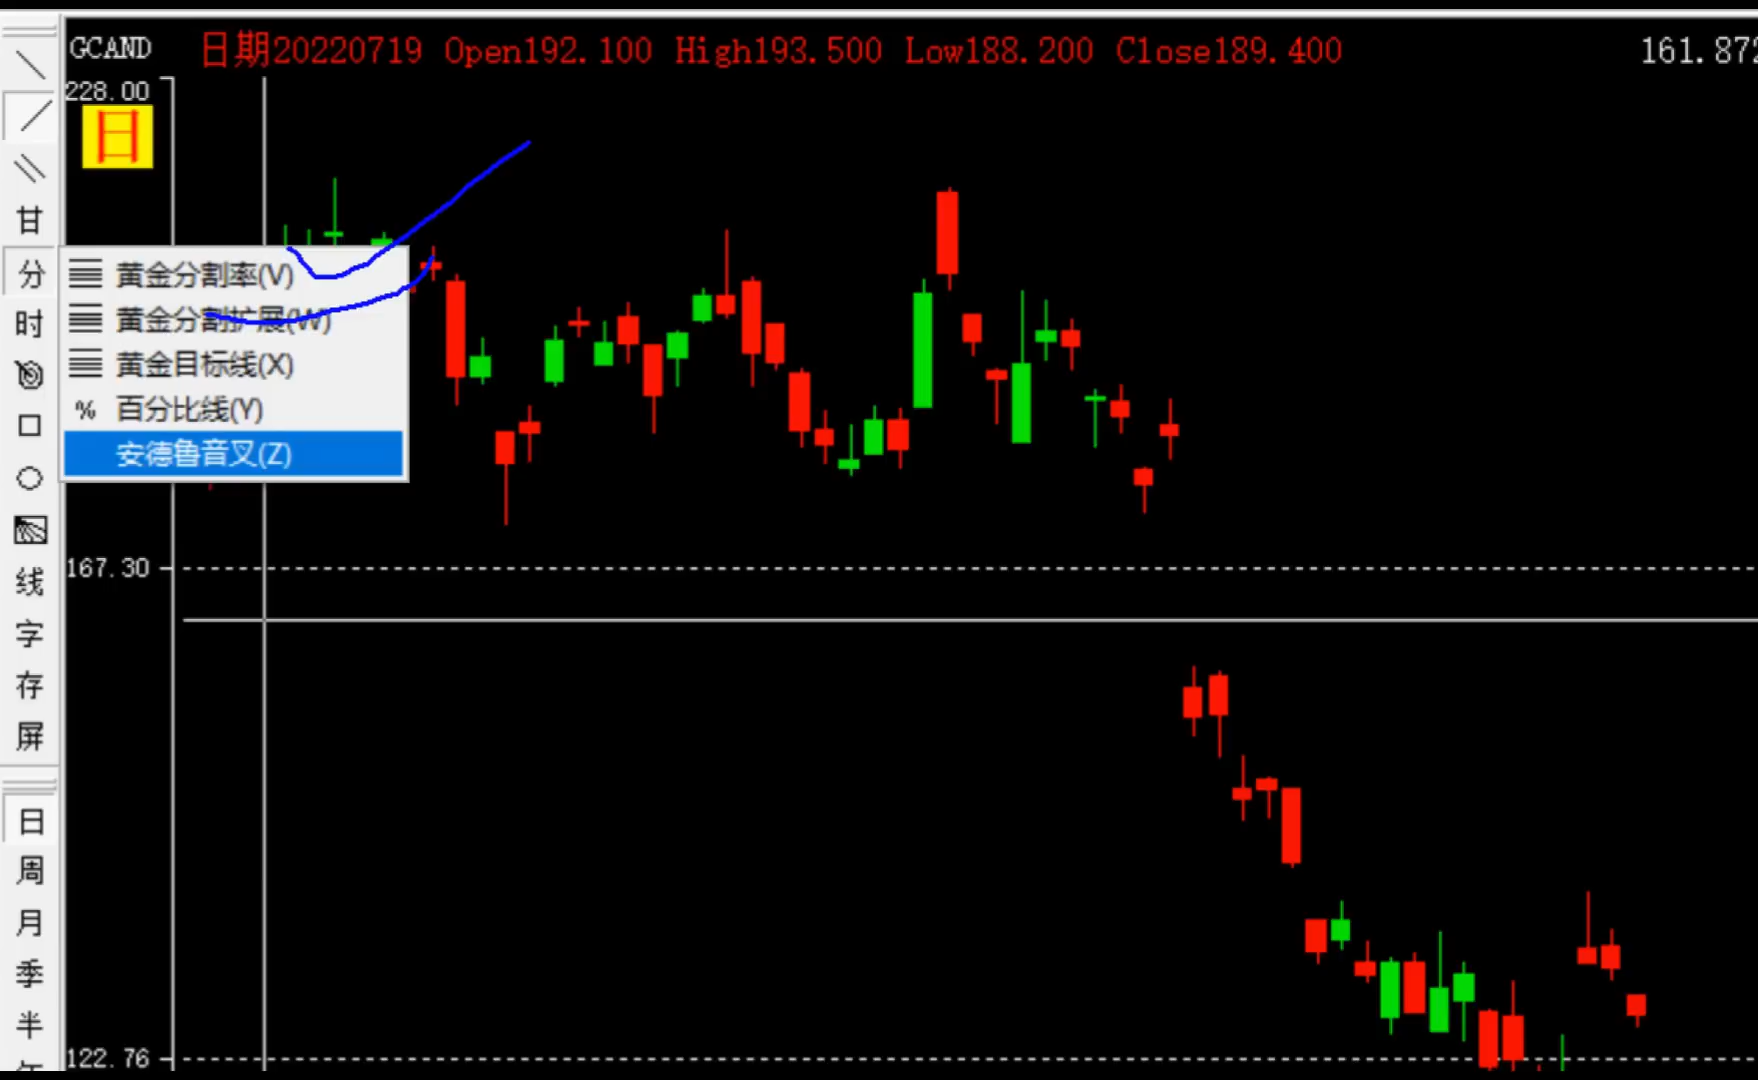 GCAND 日期20220719 Open192.100 High193.500 Low188.200 Close189.400 161.872
228.00
日
甘
分
时
黄金分割率(V)
黄金分割扩展(W)
黄金目标线(X)
% 百分比线(Y)
安德鲁音叉(Z)
167.30
线
字
存
屏
日
周
月
季
半
122.76